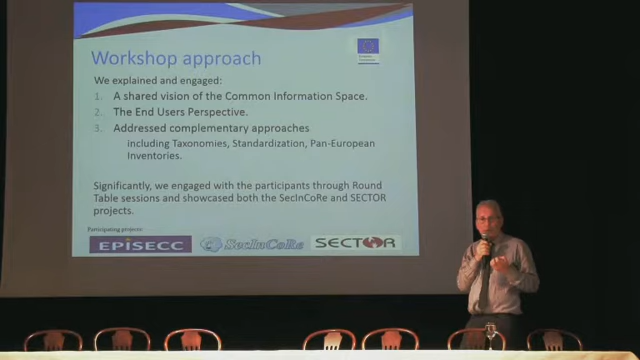 Workshop approach
We explained and engaged:
1. A shared vision of the Common Information Space.
2. The End Users Perspective.
3. Addressed complementary approaches
including Taxonomies, Standardization, Pan-European
Inventories.
Significantly, we engaged with the participants through Round
Table sessions and showcased both the SecInCoRe and SECTOR
projects.
Participating projects:
EPISECC SecInCoRe SECTOR